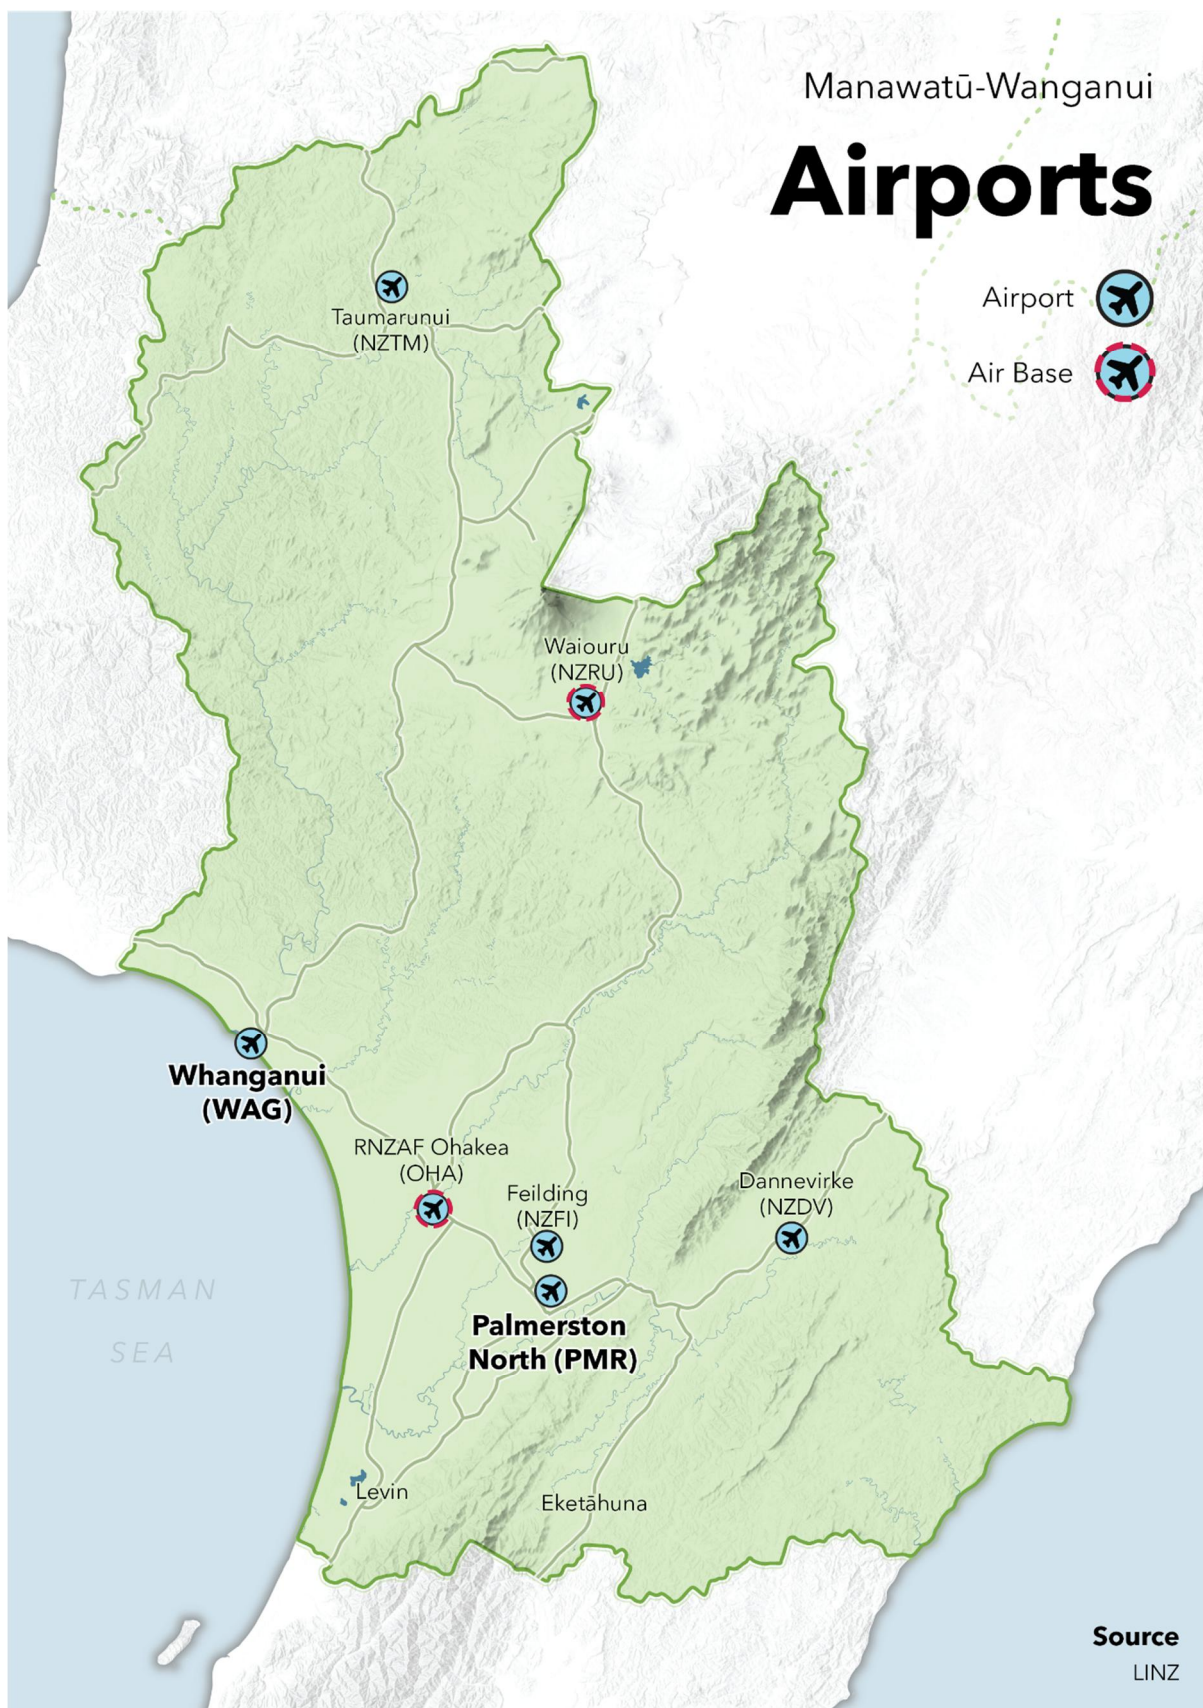 Manawatū-Wanganui
Airports
Airport
Air Base
Taumarunui
(NZTM)
Waiouru
(NZRU)
Whanganui
(WAG)
RNZAF Ohakea
(OHA)
Feilding
(NZFI)
Dannevirke
(NZDV)
Palmerston
North (PMR)
TASMAN
SEA
Levin
Eketāhuna
Source
LINZ